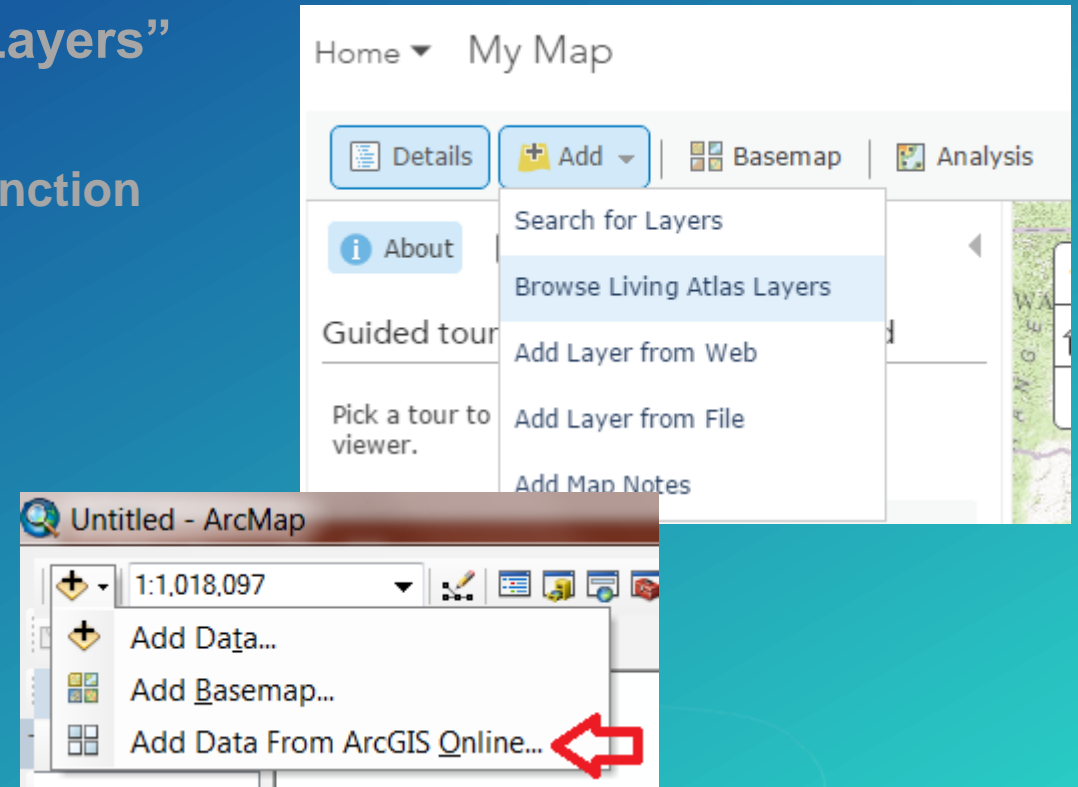 Layers”
nction
Home My Map
Details Add Basemap Analysis
About
Search for Layers
Browse Living Atlas Layers
Guided tour
Add Layer from Web
Pick a tour to
viewer.
Add Layer from File
Add Map Notes
Untitled - ArcMap
1:1,018,097
Add Data...
Add Basemap...
Add Data From ArcGIS Online...